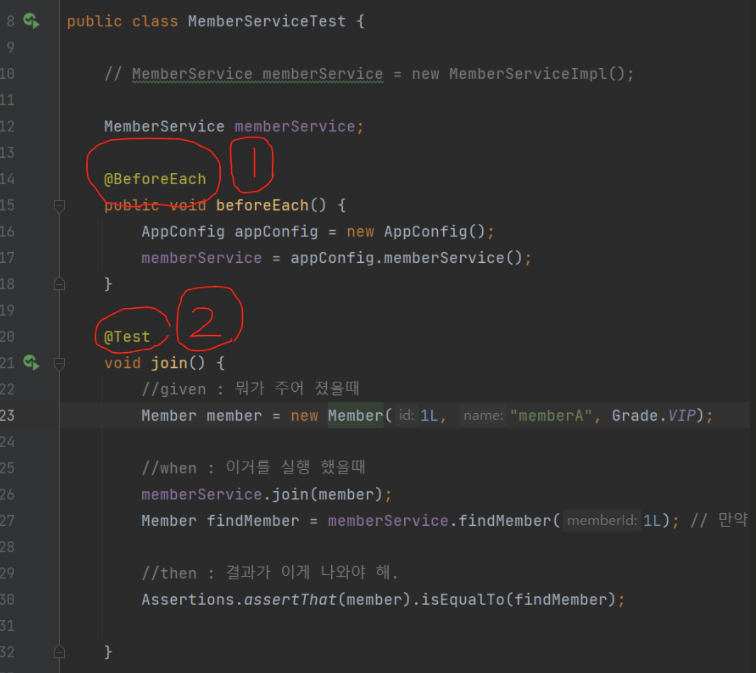 8 public class MemberServiceTest {
9
10 // MemberService memberService = new MemberServiceImpl();
11
12 MemberService memberService;
13
14 @BeforeEach 1
15 public void beforeEach() {
16 AppConfig appConfig = new AppConfig();
17 memberService = appConfig.memberService();
18 }
19
20 @Test 2
21 void join() {
22 //given : 뭐가 주어 졌을때
23 Member member = new Member( id: 1L, name: "memberA", Grade.VIP);
24
25 //when : 이거를 실행 했을때
26 memberService.join(member);
27 Member findMember = memberService.findMember( memberId: 1L); // 만약
28
29 //then : 결과가 이게 나와야 해.
30 Assertions.assertThat(member).isEqualTo(findMember);
31
32 }